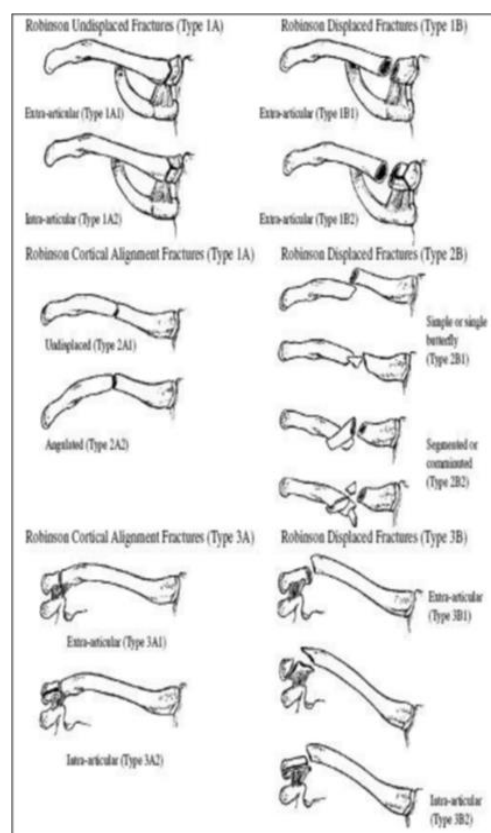 Robinson Undisplaced Fractures (Type 1A)
Extra-articular (Type 1A1)
Intra-articular (Type 1A2)
Robinson Displaced Fractures (Type 1B)
Extra-articular (Type 1B1)
Extra-articular (Type 1B2)
Robinson Cortical Alignment Fractures (Type 1A)
Undisplaced (Type 2A1)
Angulated (Type 2A2)
Robinson Displaced Fractures (Type 2B)
Simple or single
butterfly
(Type 2B1)
Segmented or
comminuted
(Type 2B2)
Robinson Cortical Alignment Fractures (Type 3A)
Extra-articular (Type 3A1)
Intra-articular (Type 3A2)
Robinson Displaced Fractures (Type 3B)
Extra-articular
(Type 3B1)
Intra-articular
(Type 3B2)